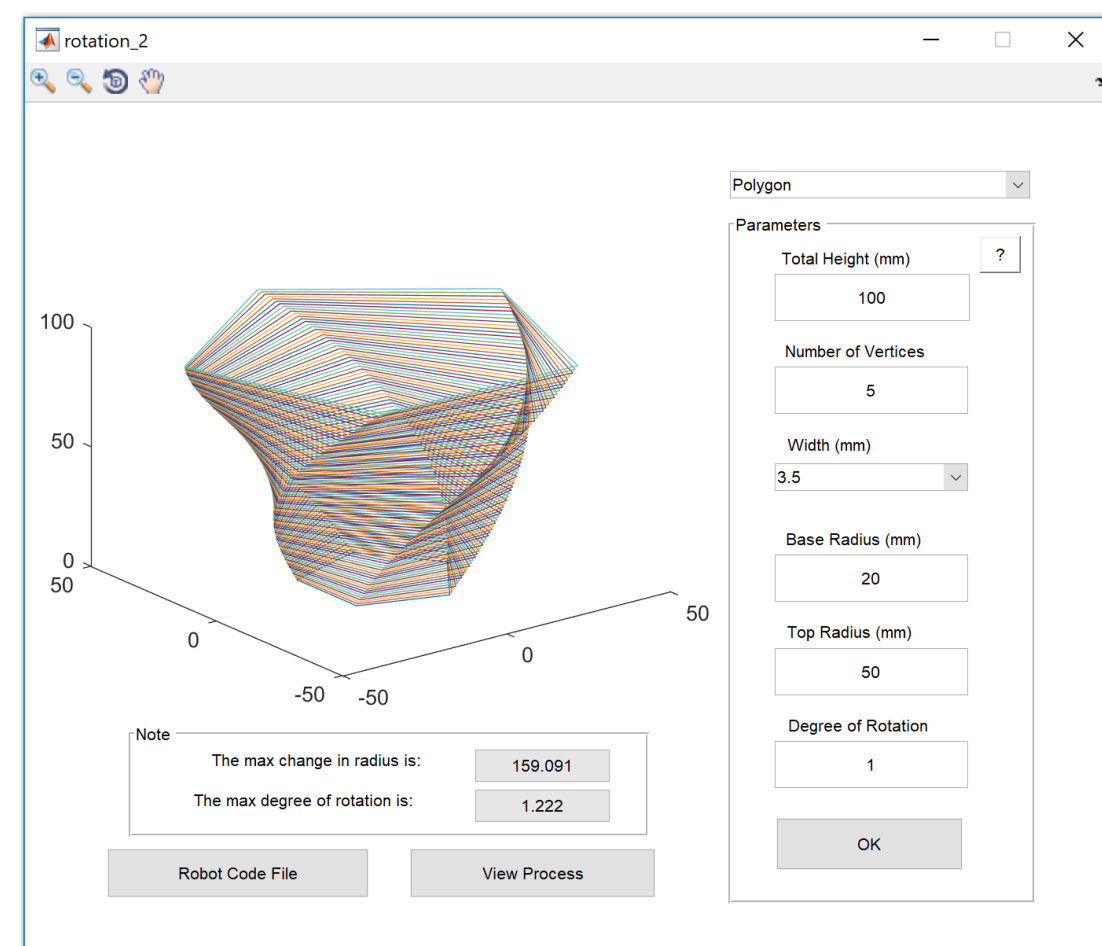 rotation_2
Polygon
Parameters
?
Total Height (mm)
100
Number of Vertices
5
Width (mm)
3.5
Base Radius (mm)
20
Top Radius (mm)
50
Degree of Rotation
1
OK
100
50
0
50
0
-50
-50
0
50
Note
The max change in radius is:
159.091
The max degree of rotation is:
1.222
Robot Code File
View Process